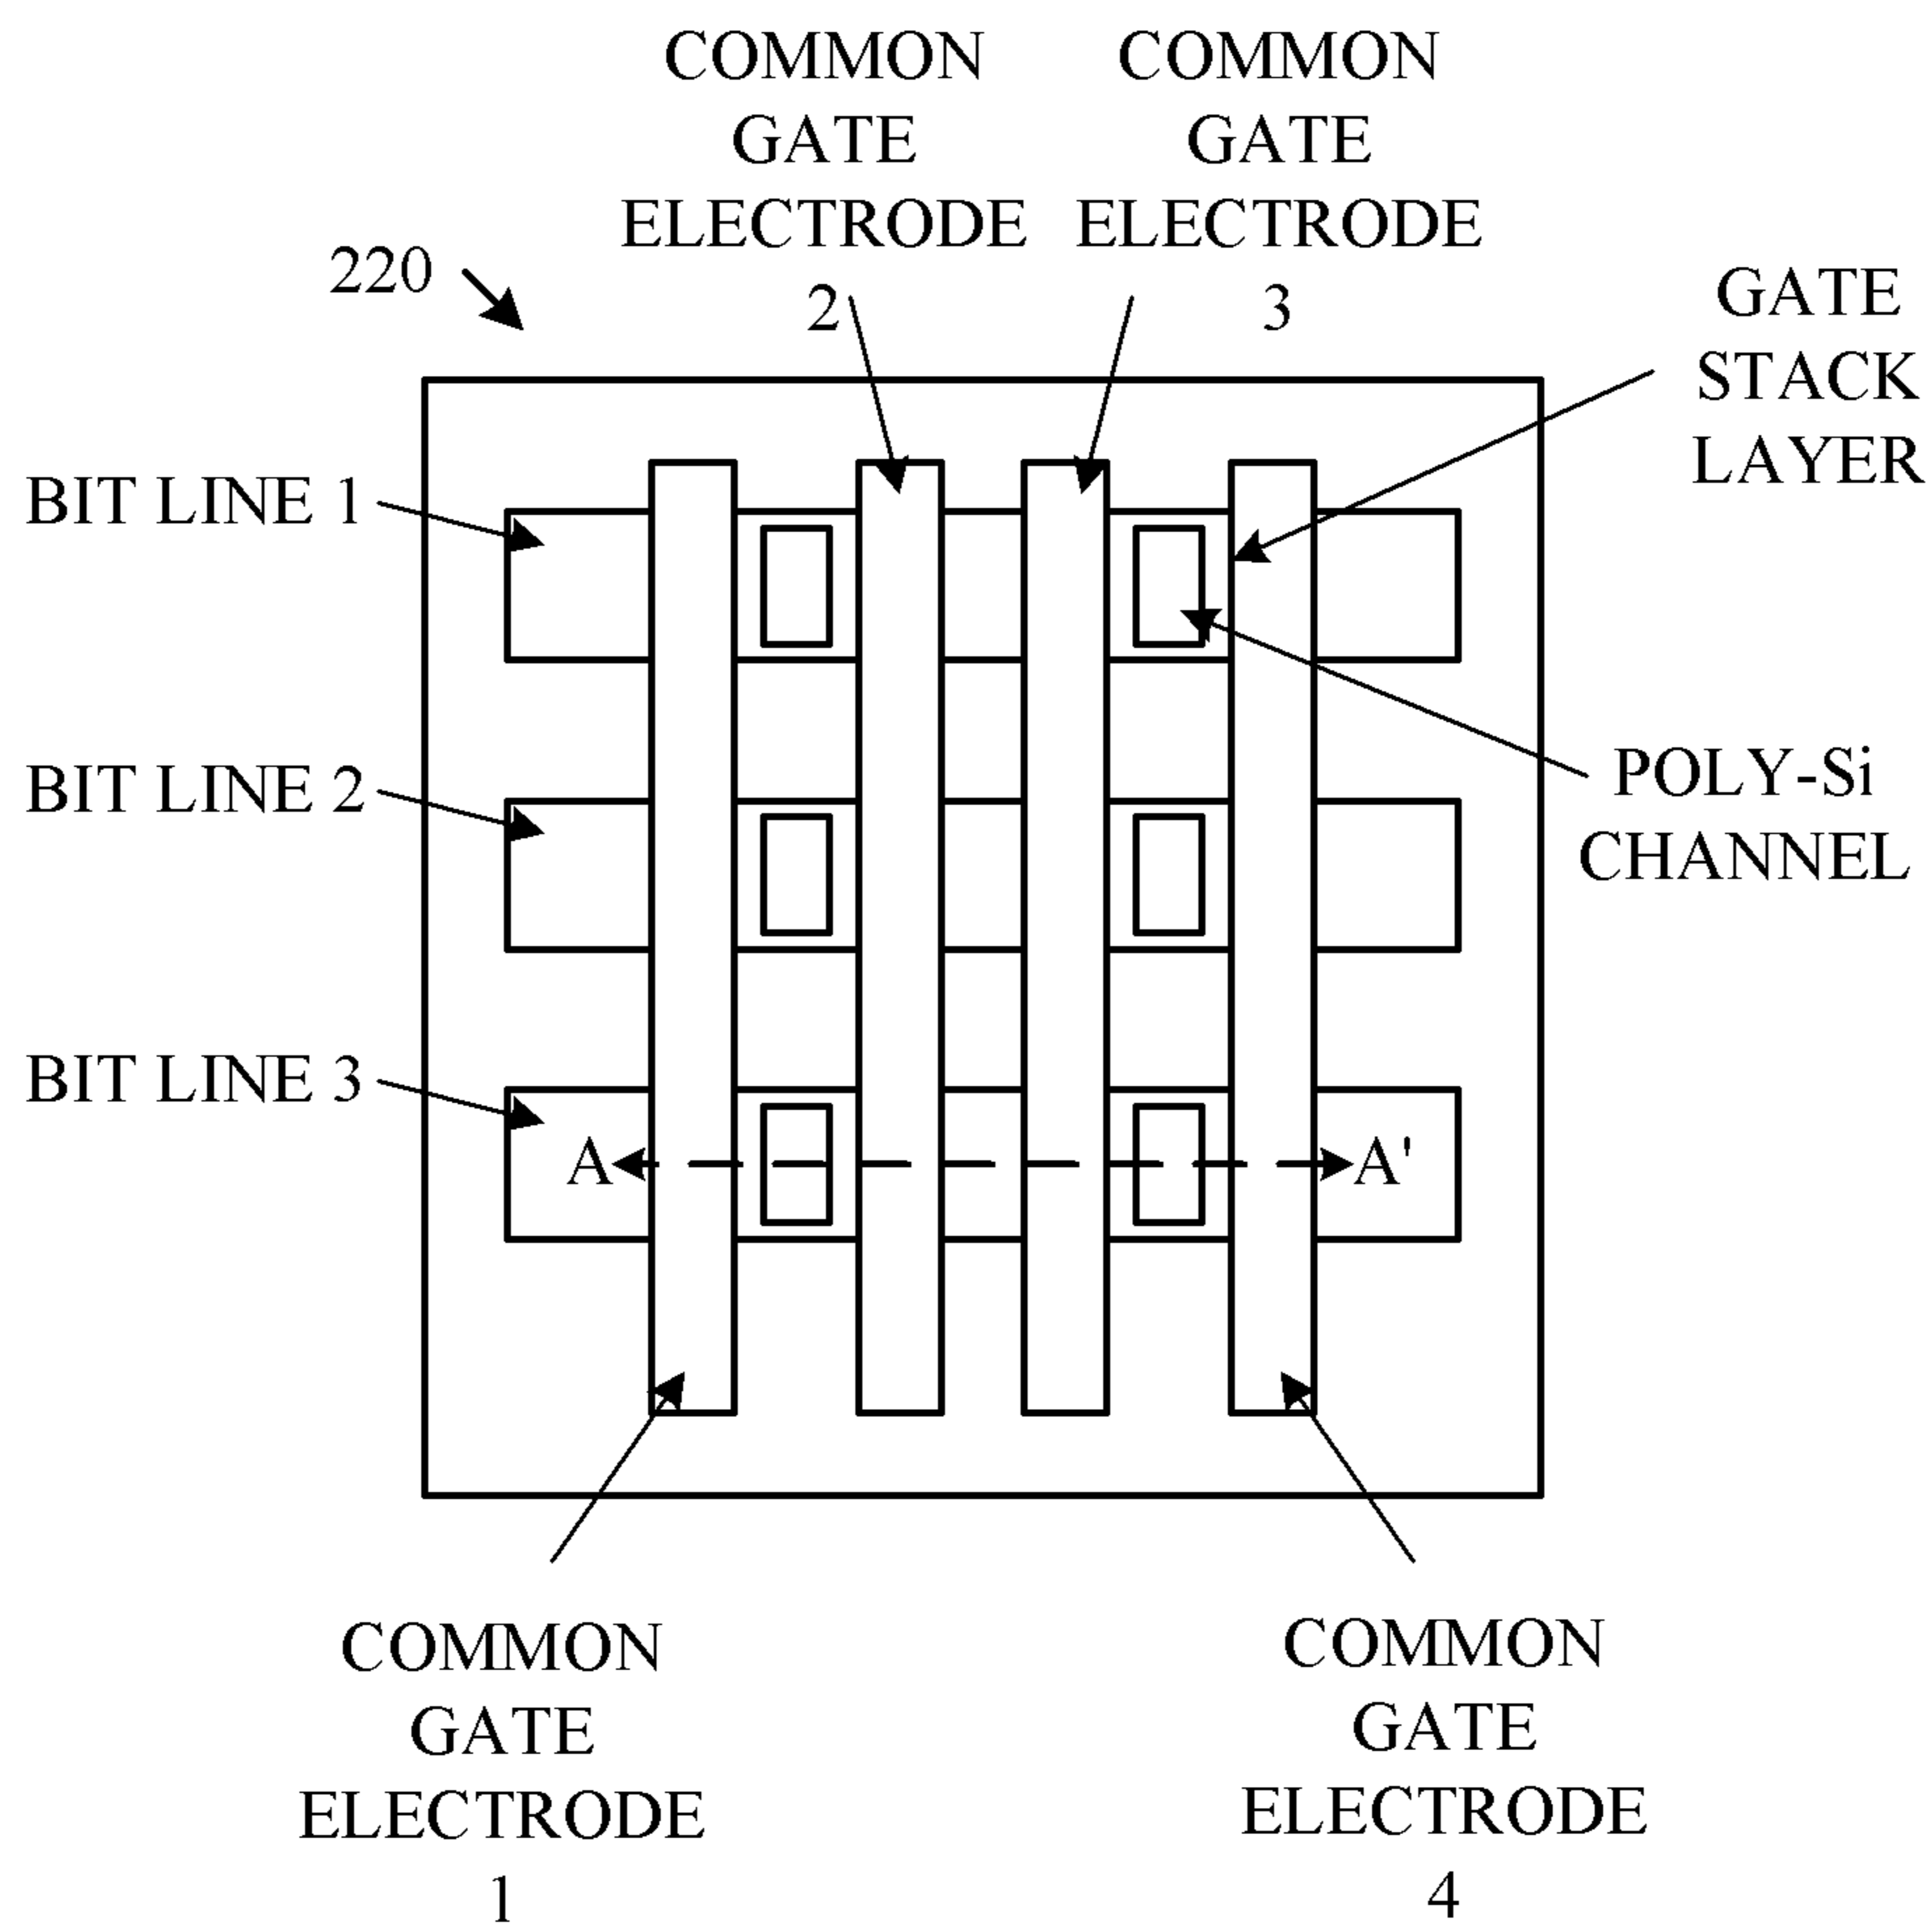 COMMON
GATE
ELECTRODE
2
COMMON
GATE
ELECTRODE
3
220
GATE
STACK
LAYER
BIT LINE 1
BIT LINE 2
POLY-Si
CHANNEL
BIT LINE 3
A
A'
COMMON
GATE
ELECTRODE
1
COMMON
GATE
ELECTRODE
4